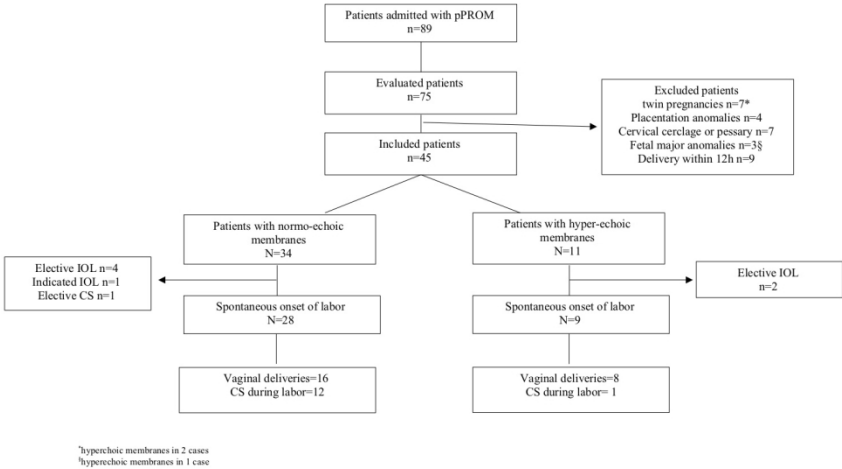 Patients admitted with pPROM
n=89
Evaluated patients
n=75
Excluded patients
twin pregnancies n=7*
Placentation anomalies n=4
Cervical cerclage or pessary n=7
Fetal major anomalies n=3§
Delivery within 12h n=9
Included patients
n=45
Patients with normo-echoic
membranes
N=34
Patients with hyper-echoic
membranes
N=11
Elective IOL n=4
Indicated IOL n=1
Elective CS n=1
Elective IOL
n=2
Spontaneous onset of labor
N=28
Spontaneous onset of labor
N=9
Vaginal deliveries=16
CS during labor=12
Vaginal deliveries=8
CS during labor= 1
*hyperchoic membranes in 2 cases
§hyperechoic membranes in 1 case